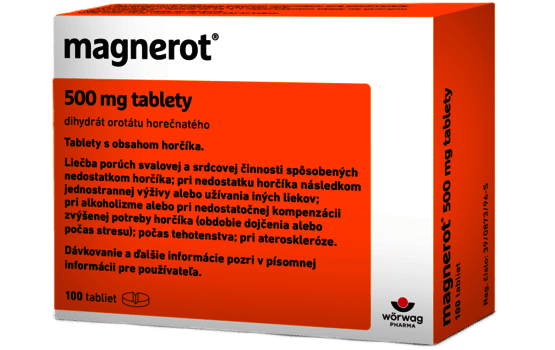 magnerot®
500 mg tablety
dihydrát orotátu horečnatého
Tablety s obsahom horčíka.
Liečba porúch svalovej a srdcovej činnosti spôsobených
nedostatkom horčíka; pri nedostatku horčíka následkom
jednostrannej výživy alebo užívania iných liekov;
pri alkoholizme alebo pri nedostatočnej kompenzácii
zvýšenej potreby horčíka (obdobie dojčenia alebo
počas stresu); počas tehotenstva; pri ateroskleróze.
Dávkovanie a ďalšie informácie pozri v písomnej
informácii pre používateľa.
100 tabliet
wörwag
PHARMA
magnerot® 500 mg tablety
100 tabliet
Reg. číslo: 39/0873/96-S